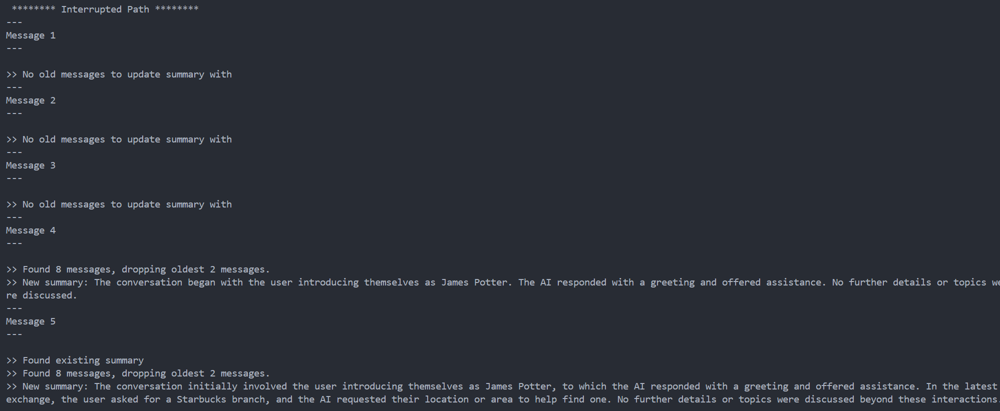 ******** Interrupted Path ********
---
Message 1
---
>> No old messages to update summary with
---
Message 2
---
>> No old messages to update summary with
---
Message 3
---
>> No old messages to update summary with
---
Message 4
---
>> Found 8 messages, dropping oldest 2 messages.
>> New summary: The conversation began with the user introducing themselves as James Potter. The AI responded with a greeting and offered assistance. No further details or topics we
re discussed.
---
Message 5
---
>> Found existing summary
>> Found 8 messages, dropping oldest 2 messages.
>> New summary: The conversation initially involved the user introducing themselves as James Potter, to which the AI responded with a greeting and offered assistance. In the latest
exchange, the user asked for a Starbucks branch, and the AI requested their location or area to help find one. No further details or topics were discussed beyond these interactions.